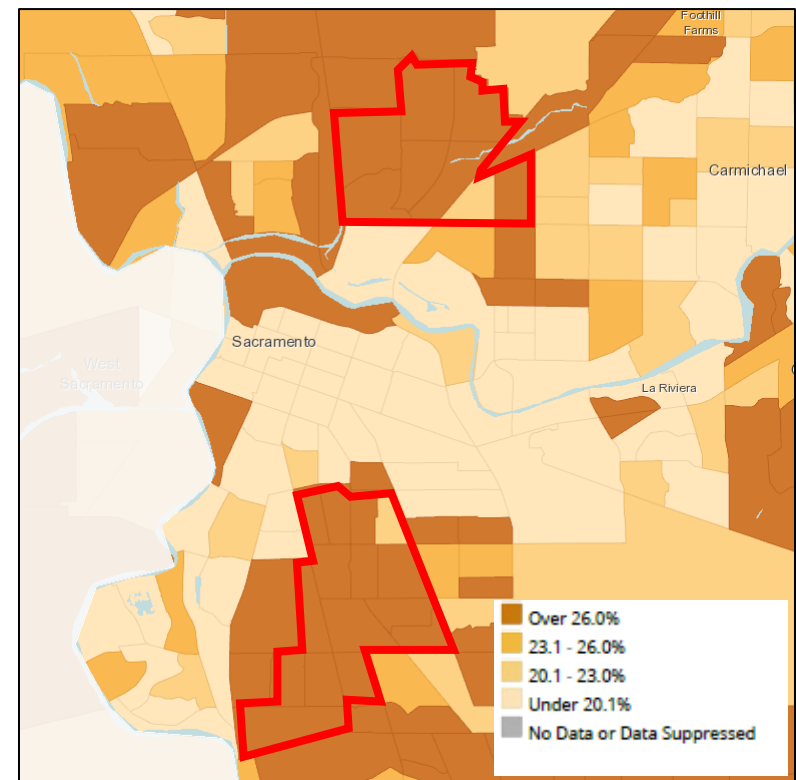 Foothill
Farms
Carmichael
Sacramento
West
Sacramento
La Riviera
Over 26.0%
23.1 - 26.0%
20.1 - 23.0%
Under 20.1%
No Data or Data Suppressed